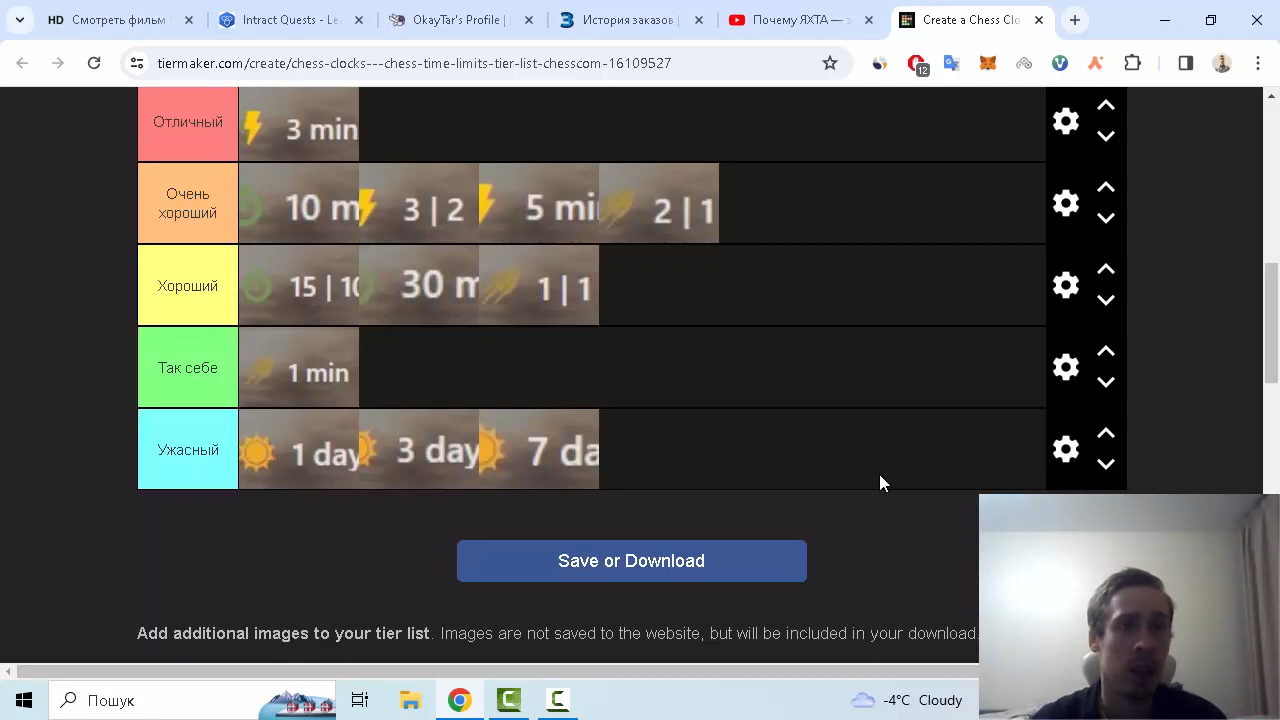 HD Смотреть фильм
Intract Quests - Le
OkayTar's Profile |
История заказов |
Почему ЯХТА — з
Create a Chess Clo
tiermaker.com/create/chess-clocks---chess-time-limits-tier-list-chesscom-16109527
12
Отличный
3 min
Очень
хороший
10 m
3 | 2
5 mi
2 | 1
Хороший
15 | 10
30 m
1 | 1
Так себе
1 min
Ужасный
1 day
3 day
7 da
Save or Download
Add additional images to your tier list. Images are not saved to the website, but will be included in your download.
Пошук
-4°C Cloudy